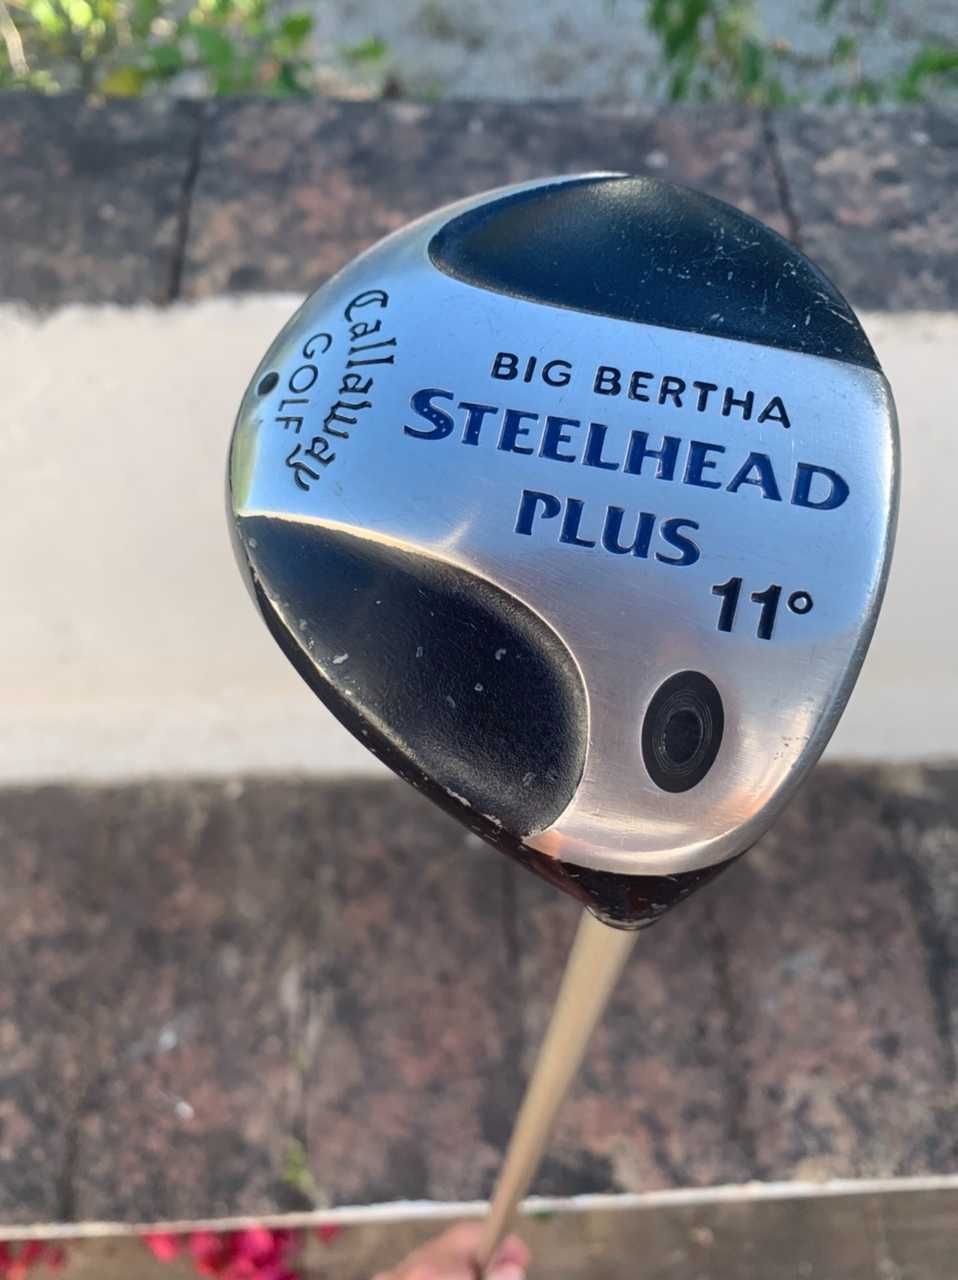 Callaway
GOLF
BIG BERTHA
STEELHEAD
PLUS
11°